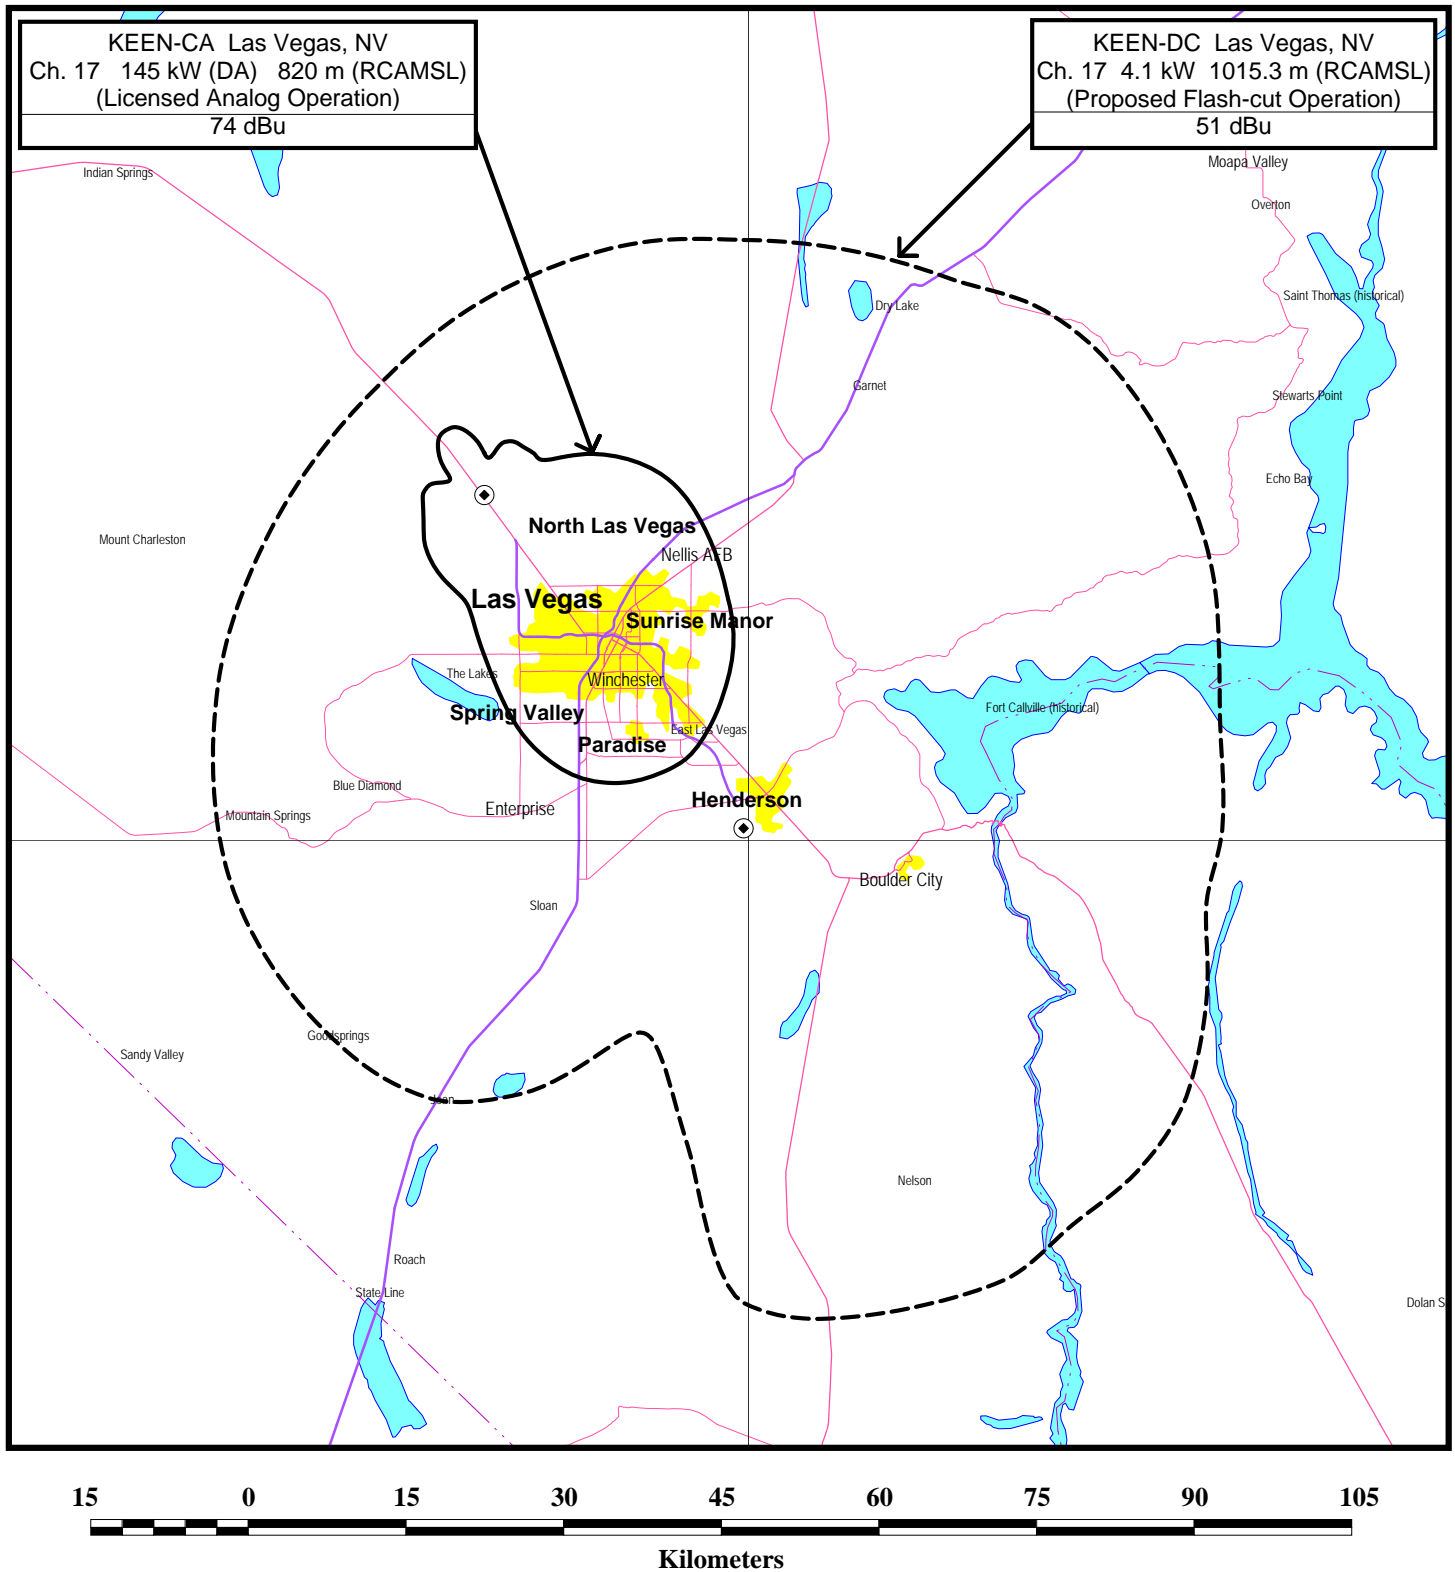 KEEN-CA Las Vegas, NV
Ch. 17 145 kW (DA) 820 m (RCAMSL)
(Licensed Analog Operation)
74 dBu
KEEN-DC Las Vegas, NV
Ch. 17 4.1 kW 1015.3 m (RCAMSL)
(Proposed Flash-cut Operation)
51 dBu
Indian Springs
Moapa Valley
Overton
Saint Thomas (historical)
Dry Lake
Garnet
Stewarts Point
Echo Bay
North Las Vegas
Mount Charleston
Nellis AFB
Las Vegas
Sunrise Manor
The Lakes
Winchester
Fort Callville (historical)
Spring Valley
East Las Vegas
Paradise
Blue Diamond
Henderson
Enterprise
Mountain Springs
Boulder City
Sloan
Goodsprings
Sandy Valley
Jean
Nelson
Roach
State Line
Dolan S
15 0 15 30 45 60 75 90 105
Kilometers